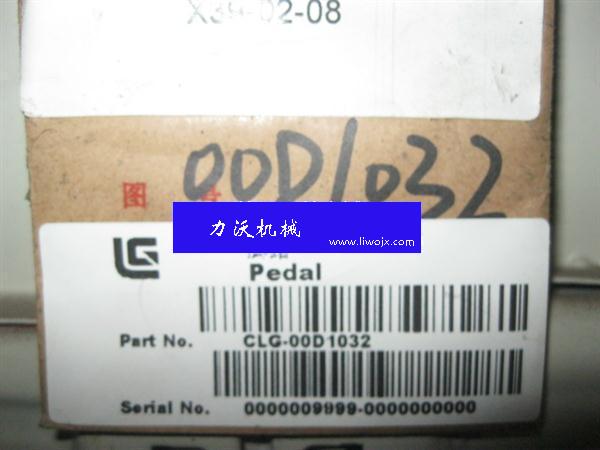 X39-02-08
00D1032
图
力沃机械
www.liwojx.com
LG
Pedal
Part No. CLG-00D1032
Serial No. 0000009999-0000000000